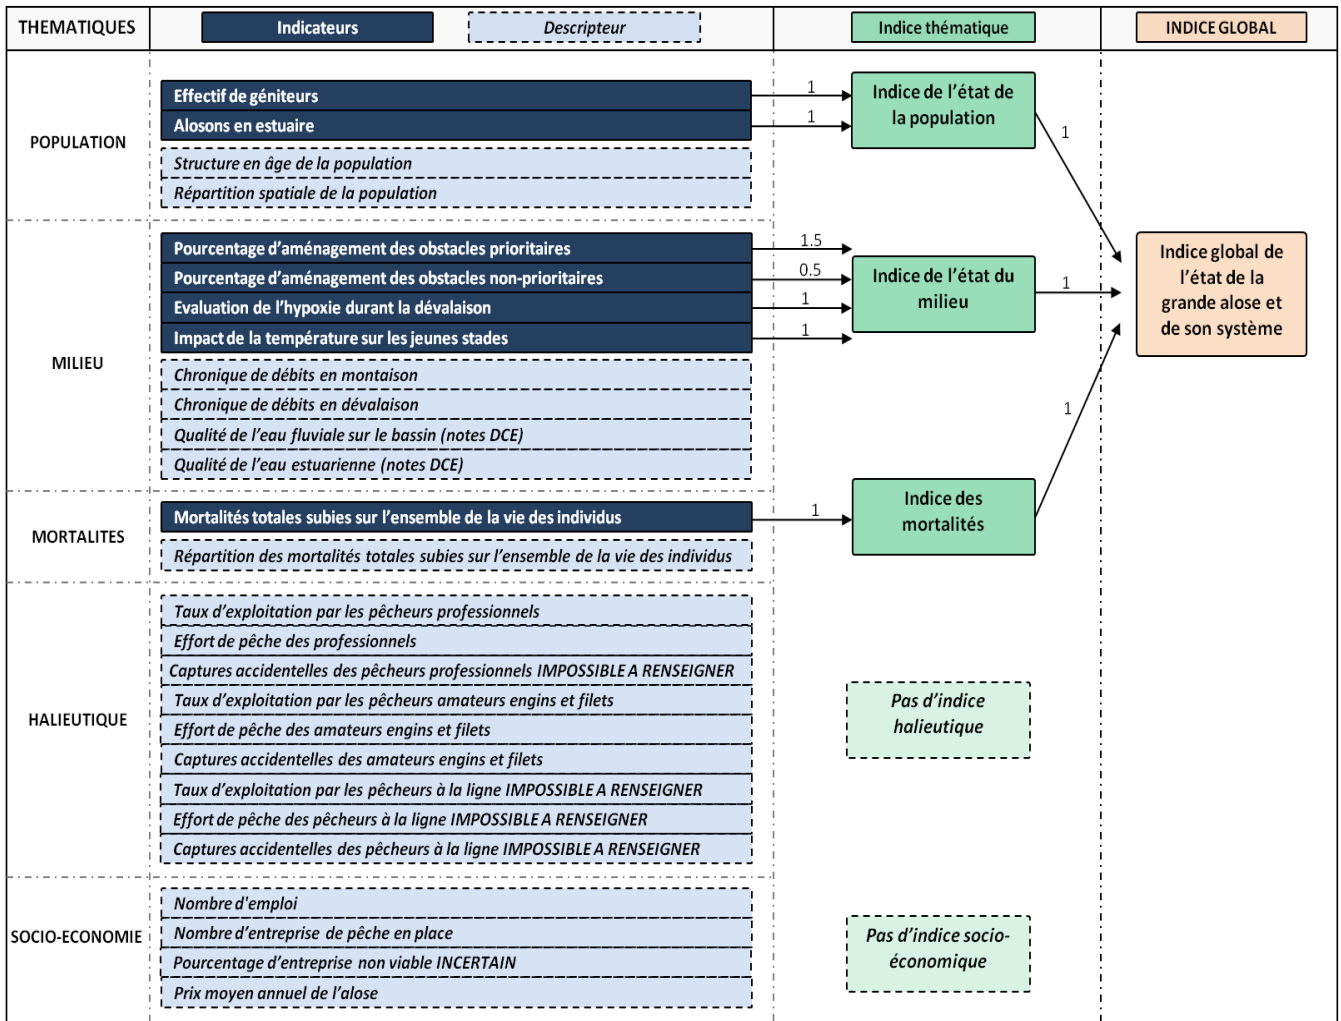 THEMATIQUES
Indicateurs
Descripteur
Indice thématique
INDICE GLOBAL
POPULATION
Effectif de géniteurs
Alosons en estuaire
Structure en âge de la population
Répartition spatiale de la population
1
1
Indice de l’état de
la population
1
MILIEU
Pourcentage d’aménagement des obstacles prioritaires
Pourcentage d’aménagement des obstacles non-prioritaires
Evaluation de l’hypoxie durant la dévalaison
Impact de la température sur les jeunes stades
Chronique de débits en montaison
Chronique de débits en dévalaison
Qualité de l’eau fluviale sur le bassin (notes DCE)
Qualité de l’eau estuarienne (notes DCE)
1.5
0.5
1
1
Indice de l’état du
milieu
1
Indice global de
l’état de la
grande alose et
de son système
MORTALITES
Mortalités totales subies sur l’ensemble de la vie des individus
Répartition des mortalités totales subies sur l’ensemble de la vie des individus
1
Indice des
mortalités
1
HALIEUTIQUE
Taux d’exploitation par les pêcheurs professionnels
Effort de pêche des professionnels
Captures accidentelles des pêcheurs professionnels IMPOSSIBLE A RENSEIGNER
Taux d’exploitation par les pêcheurs amateurs engins et filets
Effort de pêche des amateurs engins et filets
Captures accidentelles des amateurs engins et filets
Taux d’exploitation par les pêcheurs à la ligne IMPOSSIBLE A RENSEIGNER
Effort de pêche des pêcheurs à la ligne IMPOSSIBLE A RENSEIGNER
Captures accidentelles des pêcheurs à la ligne IMPOSSIBLE A RENSEIGNER
Pas d’indice
halieutique
SOCIO-ECONOMIE
Nombre d'emploi
Nombre d’entreprise de pêche en place
Pourcentage d’entreprise non viable INCERTAIN
Prix moyen annuel de l’alose
Pas d’indice socio-
économique